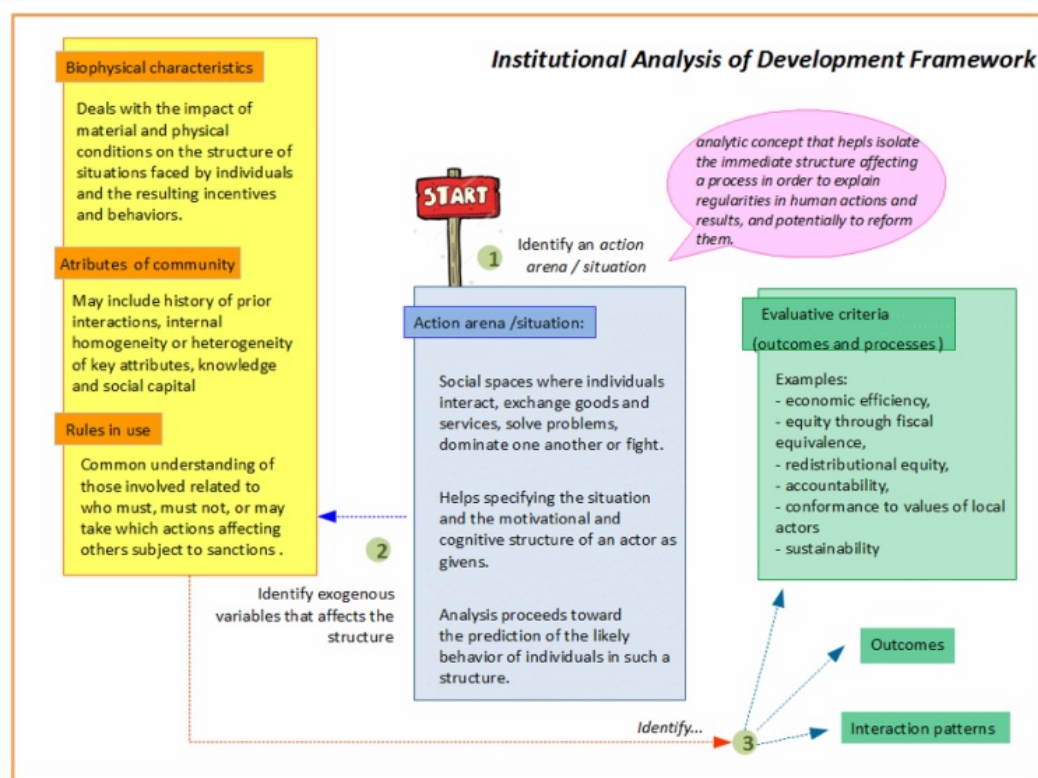 Institutional Analysis of Development Framework
Biophysical characteristics
Deals with the impact of
material and physical
conditions on the structure of
situations faced by individuals
and the resulting incentives
and behaviors.
Atributes of community
May include history of prior
interactions, internal
homogeneity or heterogeneity
of key attributes, knowledge
and social capital
Rules in use
Common understanding of
those involved related to
who must, must not, or may
take which actions affecting
others subject to sanctions .
START
1
Identify an action
arena / situation
analytic concept that hepls isolate
the immediate structure affecting
a process in order to explain
regularities in human actions and
results, and potentially to reform
them.
Action arena /situation:
Social spaces where individuals
interact, exchange goods and
services, solve problems,
dominate one another or fight.
Helps specifying the situation
and the motivational and
cognitive structure of an actor as
givens.
Analysis proceeds toward
the prediction of the likely
behavior of individuals in such a
structure.
2
Identify exogenous
variables that affects the
structure
Evaluative criteria
(outcomes and processes )
Examples:
- economic efficiency,
- equity through fiscal
equivalence,
- redistributional equity,
- accountability,
- conformance to values of local
actors
- sustainability
Outcomes
Interaction patterns
Identify...
3